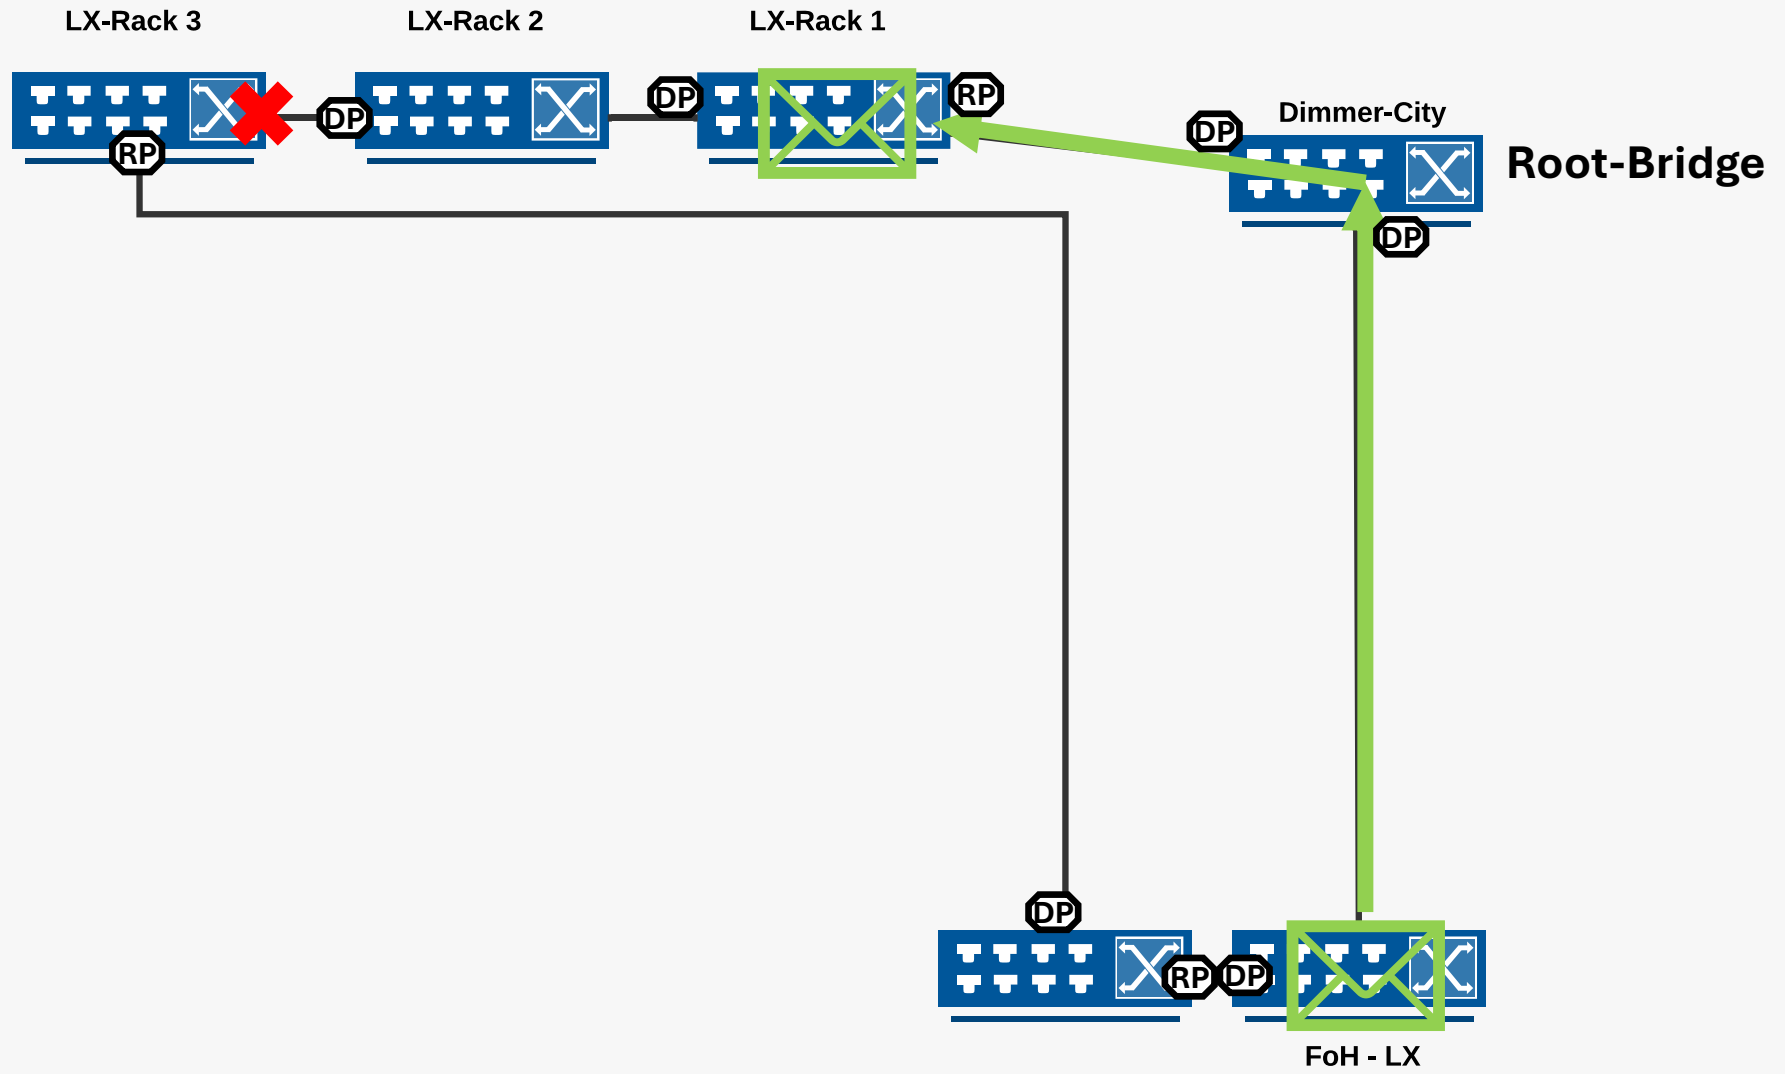 LX-Rack 3
LX-Rack 2
LX-Rack 1
DP
RP
DP
RP
Dimmer-City
DP
Root-Bridge
DP
DP
RP
DP
FoH - LX